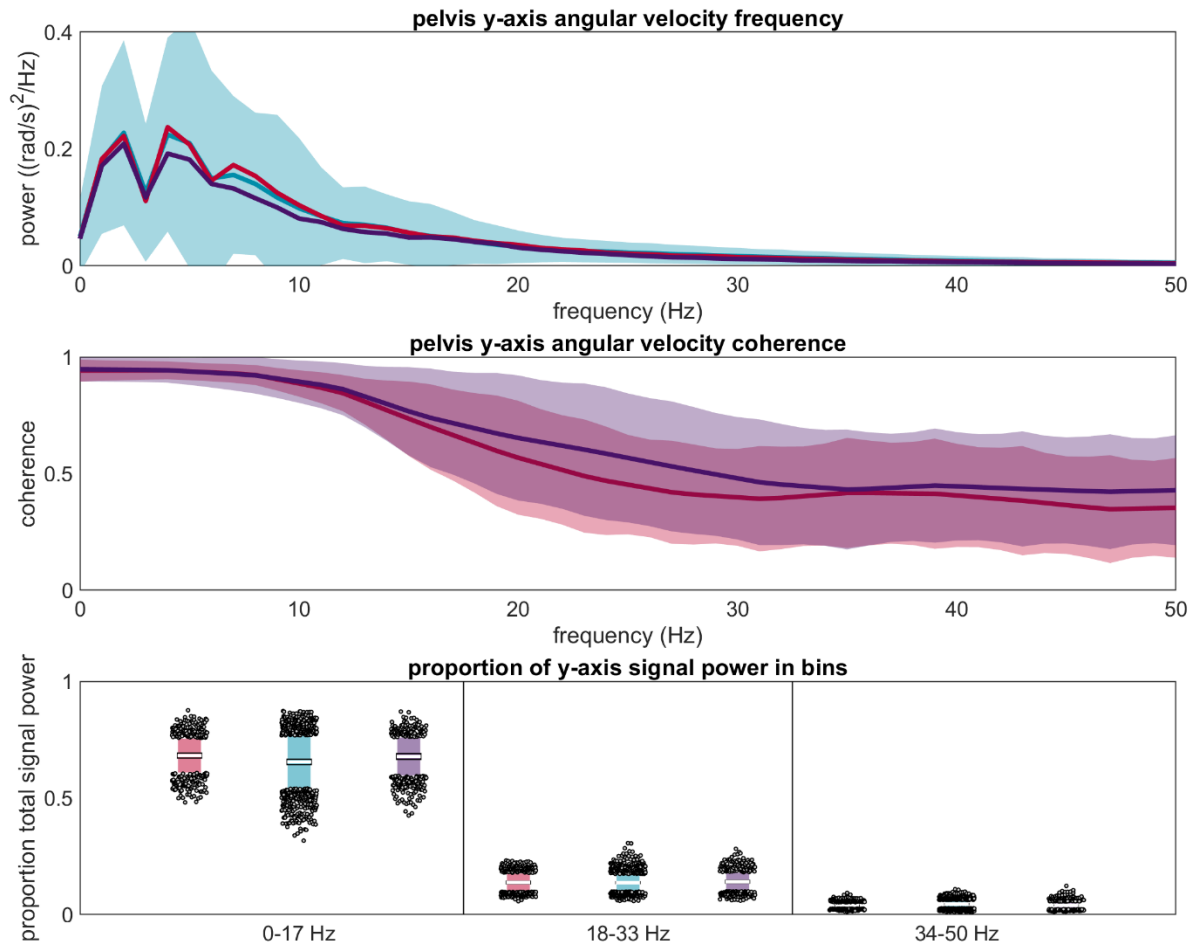 pelvis y-axis angular velocity frequency
power ((rad/s)²/Hz)
0.4
0.2
0
0 10 20 30 40 50
frequency (Hz)
pelvis y-axis angular velocity coherence
coherence
1
0.5
0
0 10 20 30 40 50
frequency (Hz)
proportion of y-axis signal power in bins
proportion total signal power
1
0.5
0
0-17 Hz 18-33 Hz 34-50 Hz